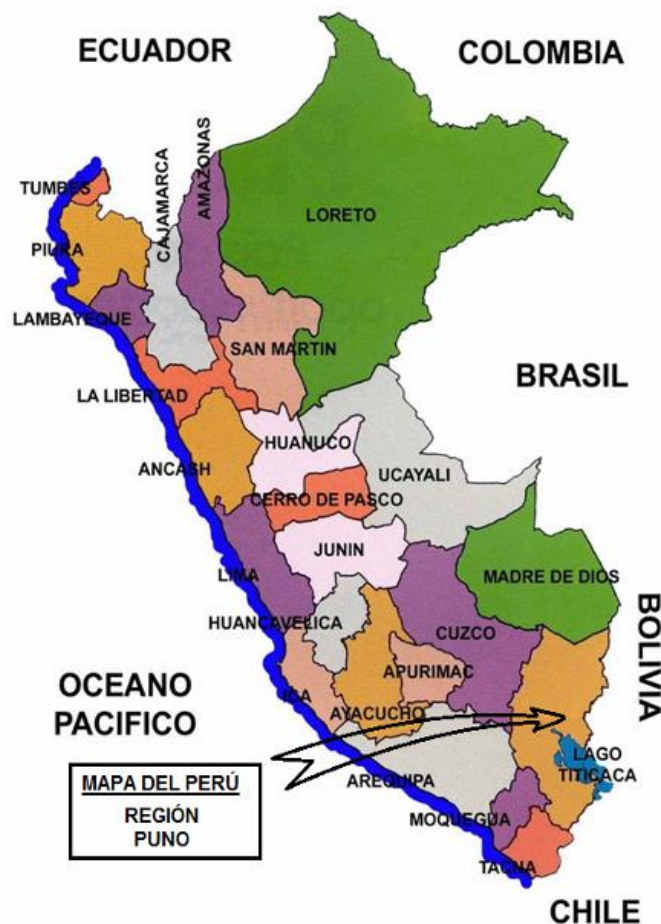 ECUADOR
COLOMBIA
TUMBES
CAJAMARCA
AMAZONAS
LORETO
PIURA
LAMBAYEQUE
SAN MARTIN
BRASIL
LA LIBERTAD
HUANUCO
ANCASH
UCAYALI
CERRO DE PASCO
JUNIN
LIMA
MADRE DE DIOS
HUANCAVELICA
CUZCO
BOLIVIA
APURIMAC
OCEANO
PACIFICO
ICA
AYACUCHO
LAGO
TITICACA
MAPA DEL PERÚ
REGIÓN
PUNO
AREQUIPA
MOQUEGUA
TACNA
CHILE